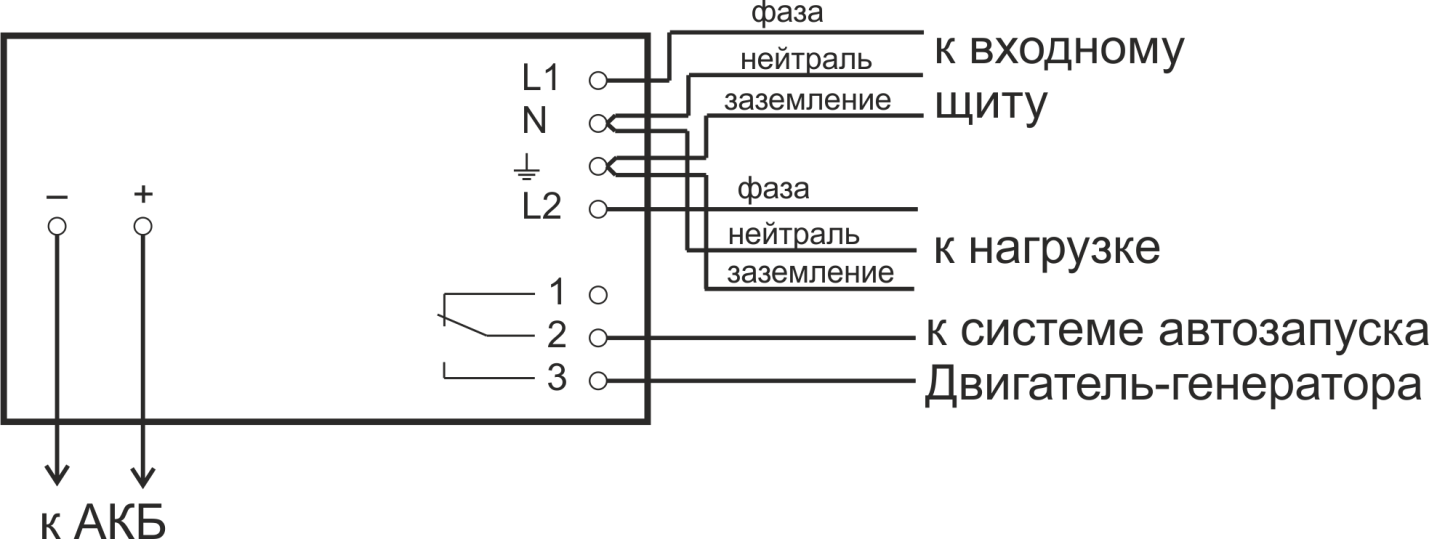 фаза
L1
к входному
нейтраль
N
заземление
щиту
– +
L2
фаза
нейтраль
к нагрузке
заземление
1
2
к системе автозапуска
3
Двигатель-генератора
к АКБ